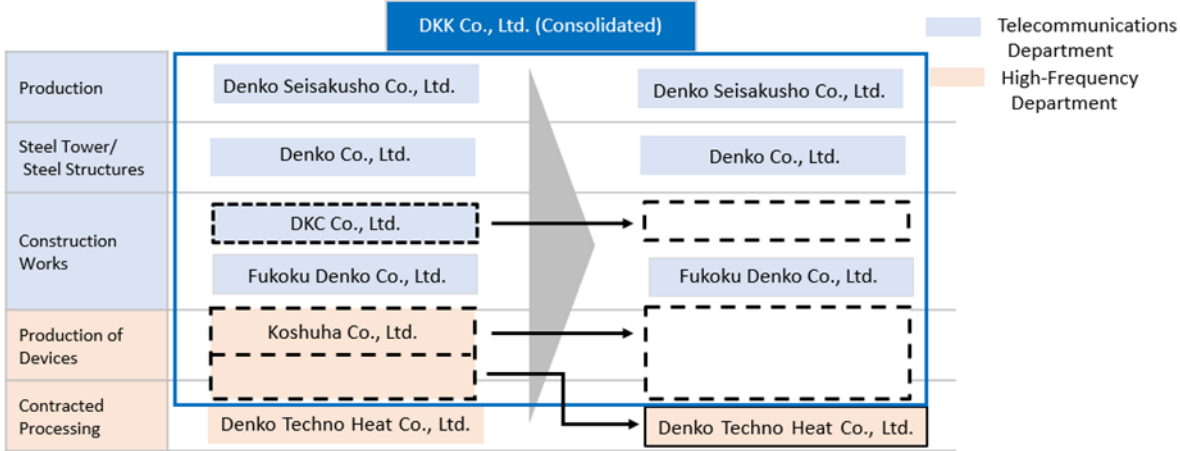 DKK Co., Ltd. (Consolidated)
Telecommunications
Department
High-Frequency
Department
Production
Denko Seisakusho Co., Ltd.
Denko Seisakusho Co., Ltd.
Steel Tower/
Steel Structures
Denko Co., Ltd.
Denko Co., Ltd.
Construction
Works
DKC Co., Ltd.
Fukoku Denko Co., Ltd.
Fukoku Denko Co., Ltd.
Production of
Devices
Koshuha Co., Ltd.
Contracted
Processing
Denko Techno Heat Co., Ltd.
Denko Techno Heat Co., Ltd.